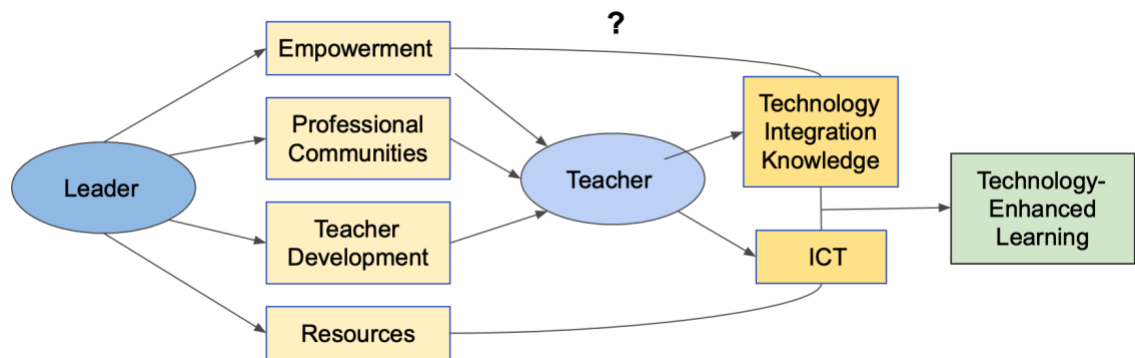 ?
Empowerment
Professional
Communities
Leader
Teacher
Development
Resources
Teacher
Technology
Integration
Knowledge
ICT
Technology-
Enhanced
Learning